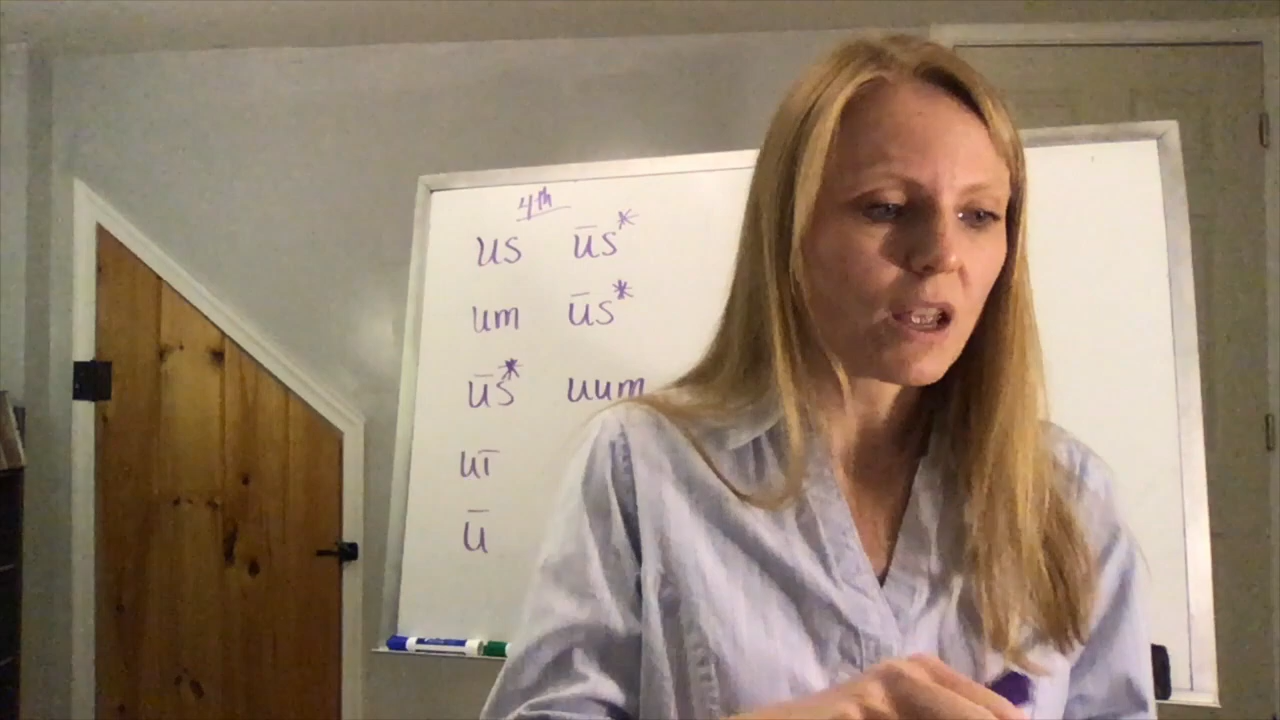 4th
us ūs*
um ūs*
ūs* uum
uī
ū